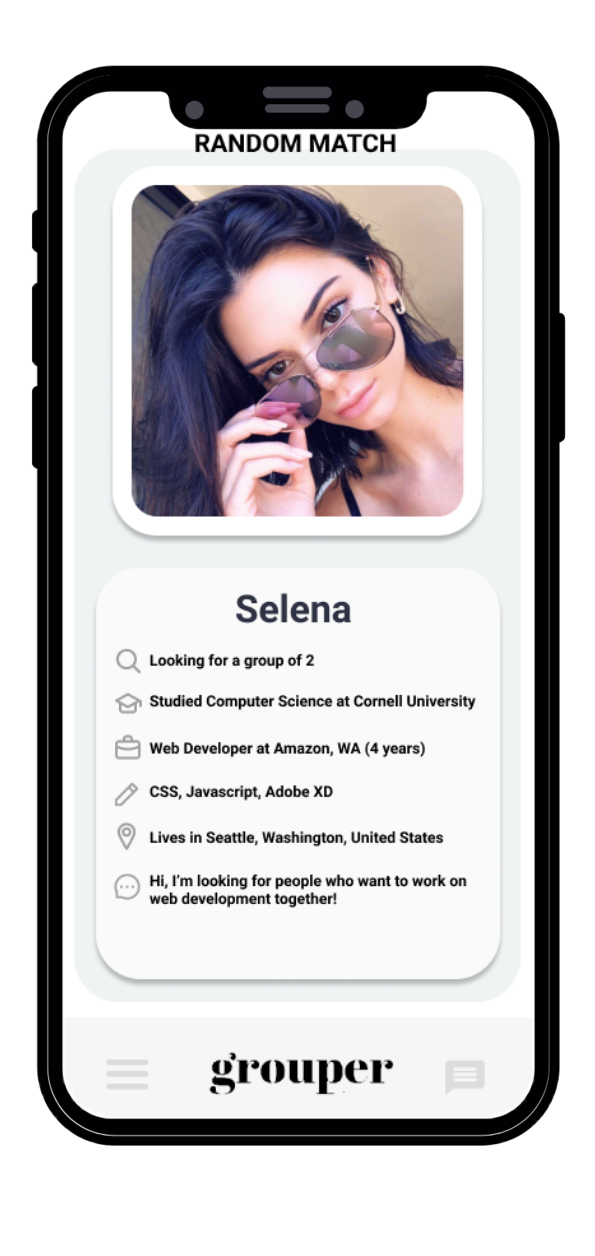 RANDOM MATCH
Selena
Looking for a group of 2
Studied Computer Science at Cornell University
Web Developer at Amazon, WA (4 years)
CSS, Javascript, Adobe XD
Lives in Seattle, Washington, United States
Hi, I’m looking for people who want to work on
web development together!
grouper